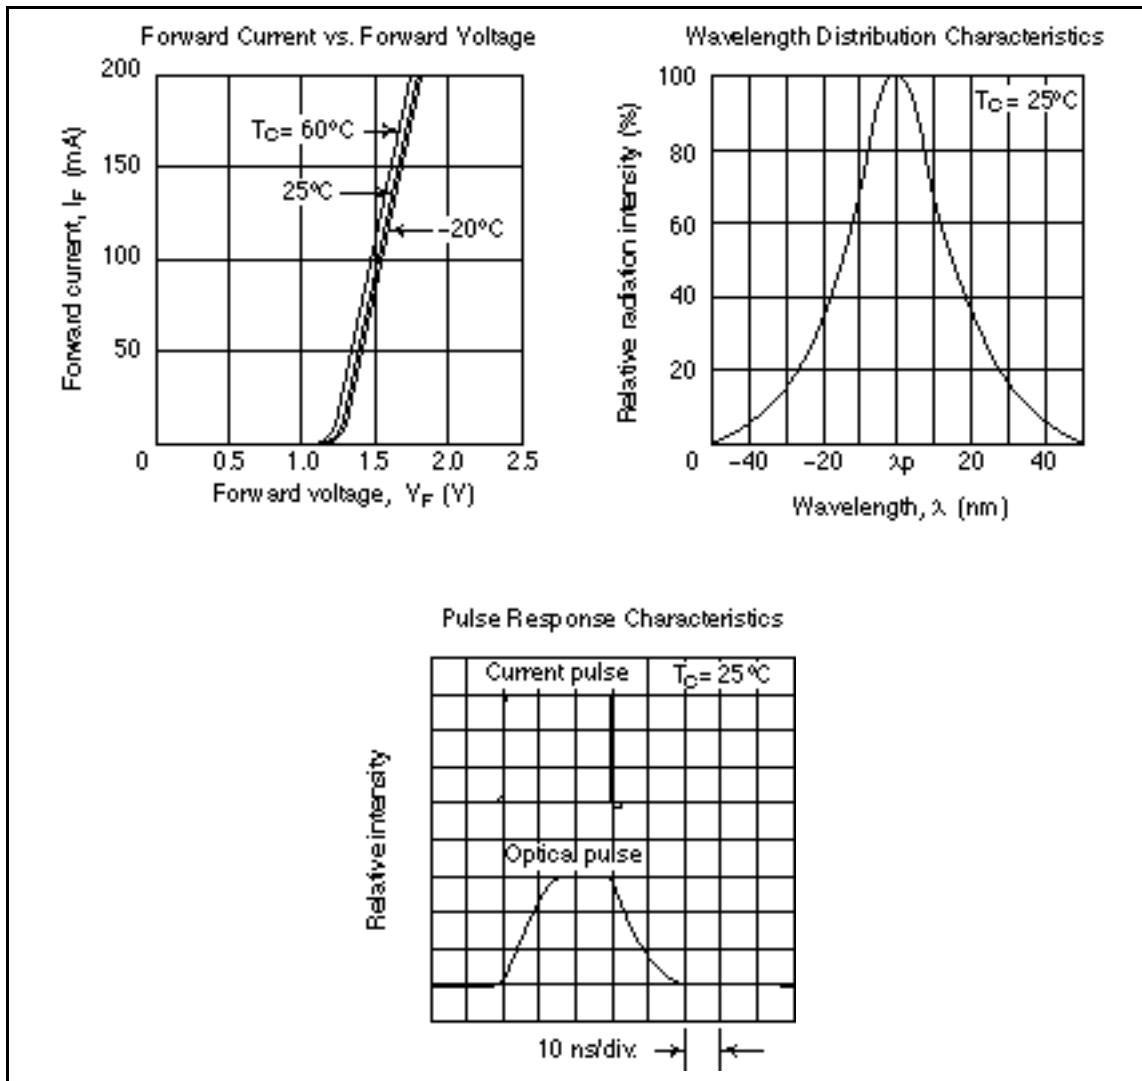 Forward Current vs. Forward Voltage
200
150
100
50
Forward current, IF (mA)
TC = 60°C
25°C
–20°C
0 0.5 1.0 1.5 2.0 2.5
Forward voltage, VF (V)
Wavelength Distribution Characteristics
100
80
60
40
20
Relative radiation intensity (%)
TC = 25°C
0 –40 –20 λp 20 40
Wavelength, λ (nm)
Pulse Response Characteristics
Relative intensity
Current pulse
TC = 25°C
Optical pulse
10 ns/div.